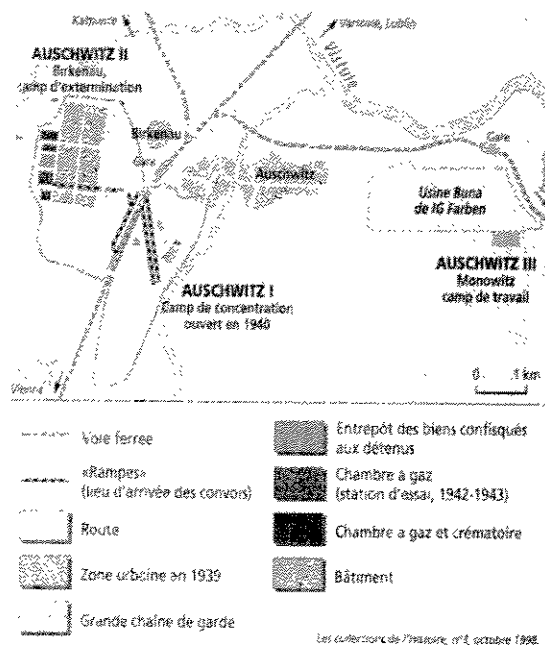 Katowice
Varsovie, Lublin
Vistule
AUSCHWITZ II
Birkenau,
camp d'extermination
Birkenau
Gare
Gare
Auschwitz
Usine Buna
de IG Farben
AUSCHWITZ I
Camp de concentration
ouvert en 1940
AUSCHWITZ III
Monowitz
camp de travail
Vienne
0 1 km
Voie ferrée
«Rampes»
(lieu d'arrivée des convois)
Route
Zone urbaine en 1939
Grande chaîne de garde
Entrepôt des biens confisqués
aux détenus
Chambre à gaz
(station d'essai, 1942-1943)
Chambre a gaz et crématoire
Bâtiment
Les collections de l'histoire, octobre 1998.